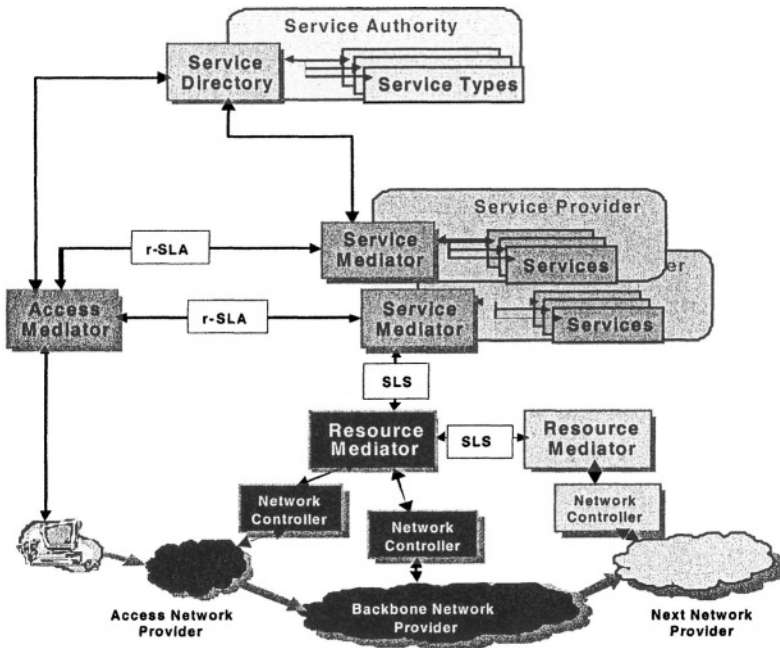 Service Authority
Service
Directory
Service Types
Service Provider
r-SLA
Service
Mediator
Services
er
Access
Mediator
r-SLA
Service
Mediator
Services
SLS
Resource
Mediator
SLS
Resource
Mediator
Network
Controller
Network
Controller
Network
Controller
Access Network
Provider
Backbone Network
Provider
Next Network
Provider